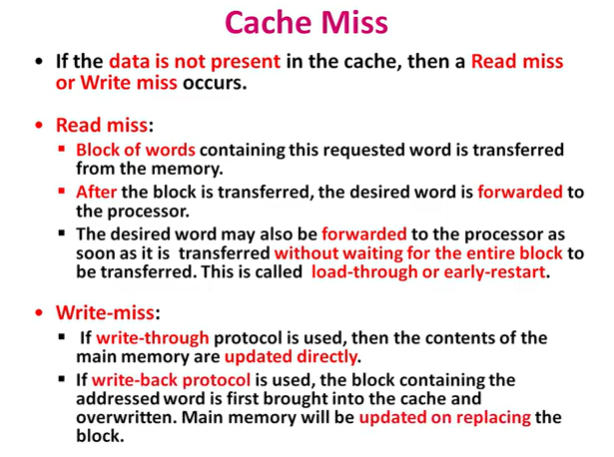 Cache Miss
• If the data is not present in the cache, then a Read miss
or Write miss occurs.
• Read miss:
▪ Block of words containing this requested word is transferred
from the memory.
▪ After the block is transferred, the desired word is forwarded to
the processor.
▪ The desired word may also be forwarded to the processor as
soon as it is transferred without waiting for the entire block to
be transferred. This is called load-through or early-restart.
• Write-miss:
▪ If write-through protocol is used, then the contents of the
main memory are updated directly.
▪ If write-back protocol is used, the block containing the
addressed word is first brought into the cache and
overwritten. Main memory will be updated on replacing the
block.